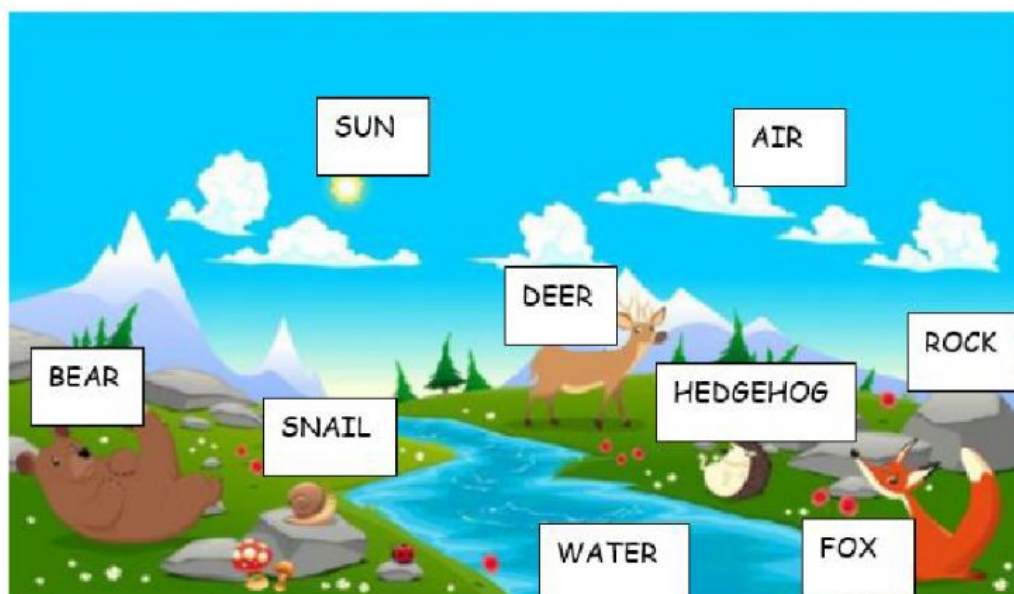 SUN
AIR
DEER
ROCK
BEAR
HEDGEHOG
SNAIL
WATER
FOX